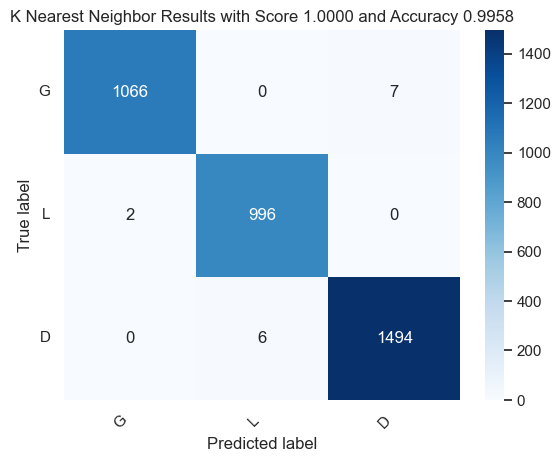 K Nearest Neighbor Results with Score 1.0000 and Accuracy 0.9958
G 1066 0 7
L 2 996 0
D 0 6 1494
G L D
Predicted label
True label
1400
1200
1000
800
600
400
200
0